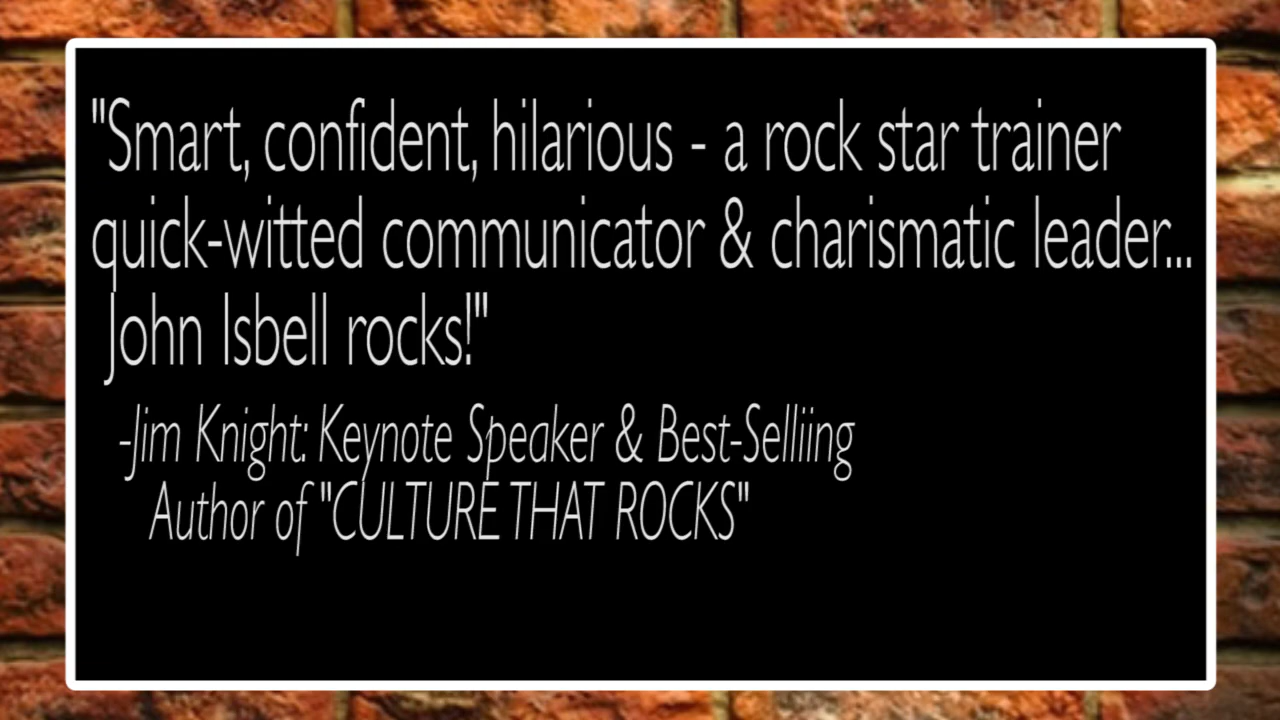 "Smart, confident, hilarious - a rock star trainer
quick-witted communicator & charismatic leader...
John Isbell rocks!"
-Jim Knight: Keynote Speaker & Best-Selliing
Author of "CULTURE THAT ROCKS"